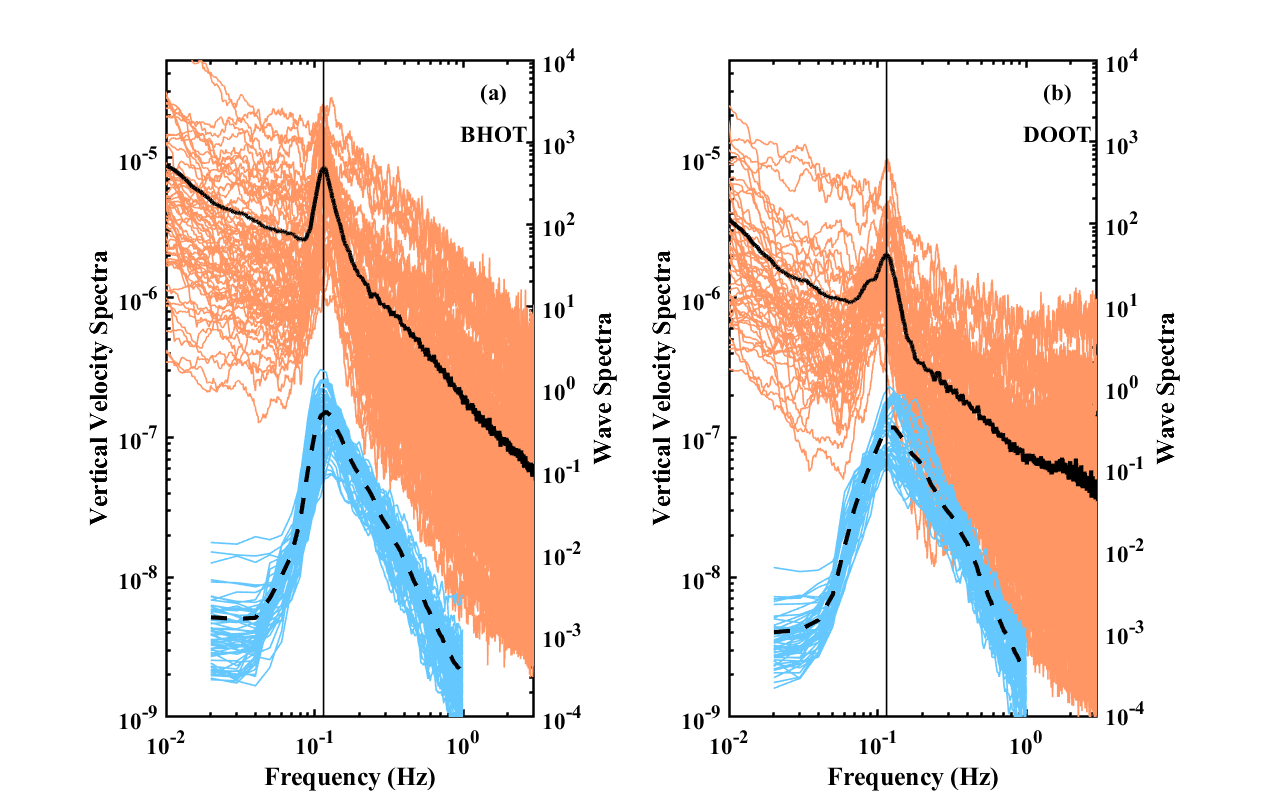 (a)
BHOT
Vertical Velocity Spectra
10^-5
10^-6
10^-7
10^-8
10^-9
10^4
10^3
10^2
10^1
10^0
10^-1
10^-2
10^-3
10^-4
Wave Spectra
10^-2 10^-1 10^0
Frequency (Hz)
(b)
DOOT
Vertical Velocity Spectra
10^-5
10^-6
10^-7
10^-8
10^-9
10^4
10^3
10^2
10^1
10^0
10^-1
10^-2
10^-3
10^-4
Wave Spectra
10^-2 10^-1 10^0
Frequency (Hz)